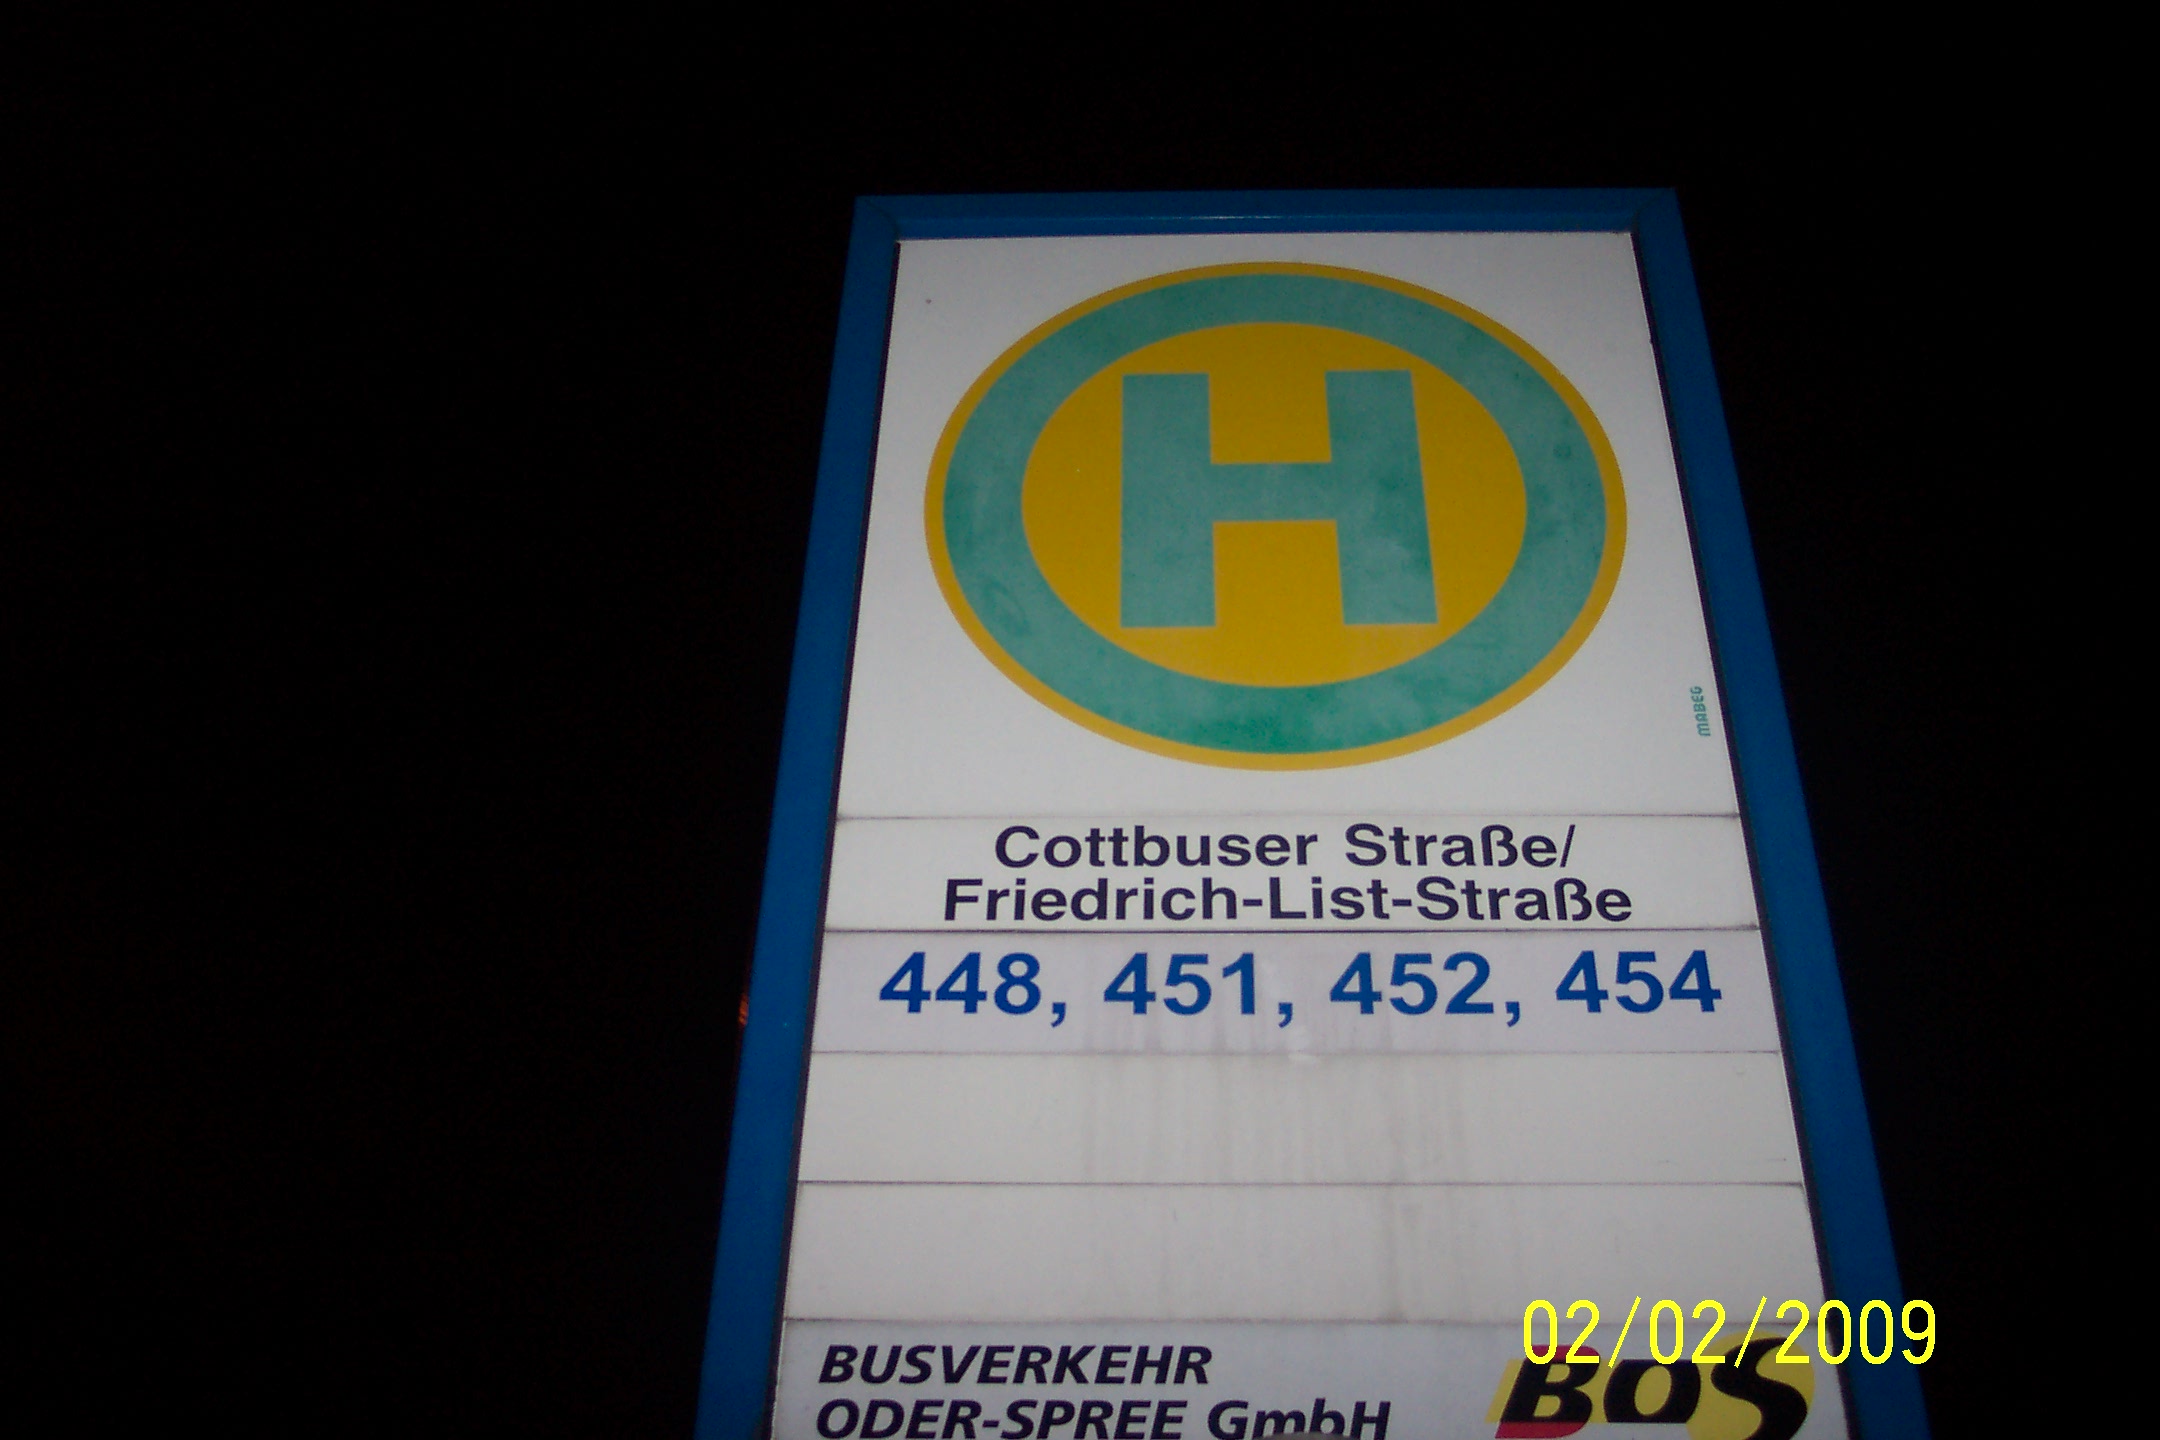 H
MABEG
Cottbuser Straße/
Friedrich-List-Straße
448, 451, 452, 454
02/02/2009
BUSVERKEHR
ODER-SPREE GmbH
BOS